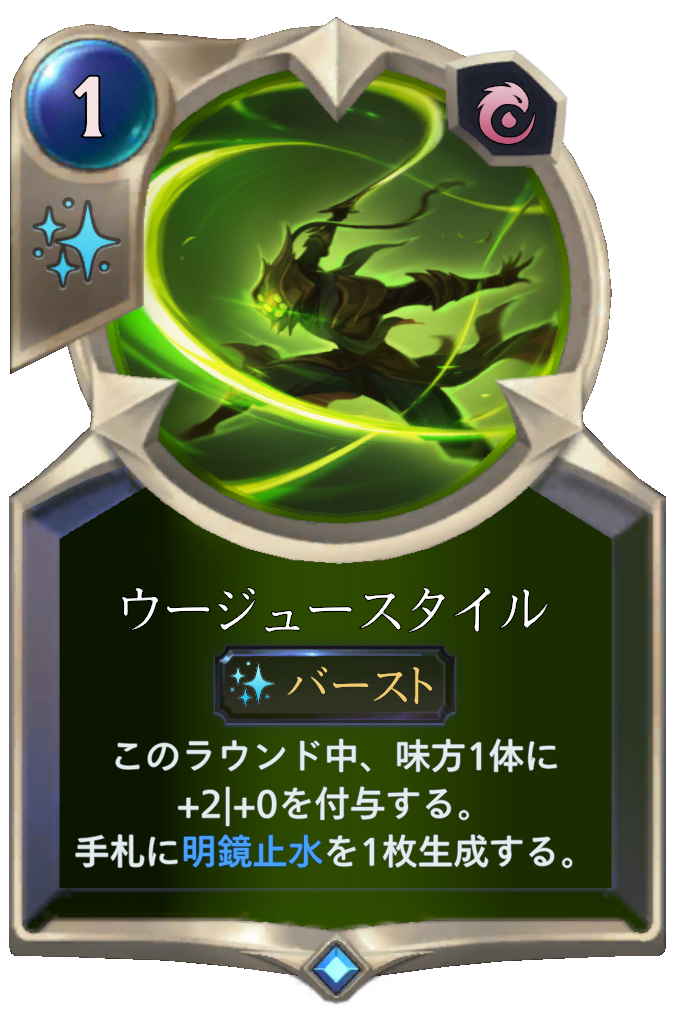 1
ウージュースタイル
バースト
このラウンド中、味方1体に
+2|+0を付与する。
手札に明鏡止水を1枚生成する。